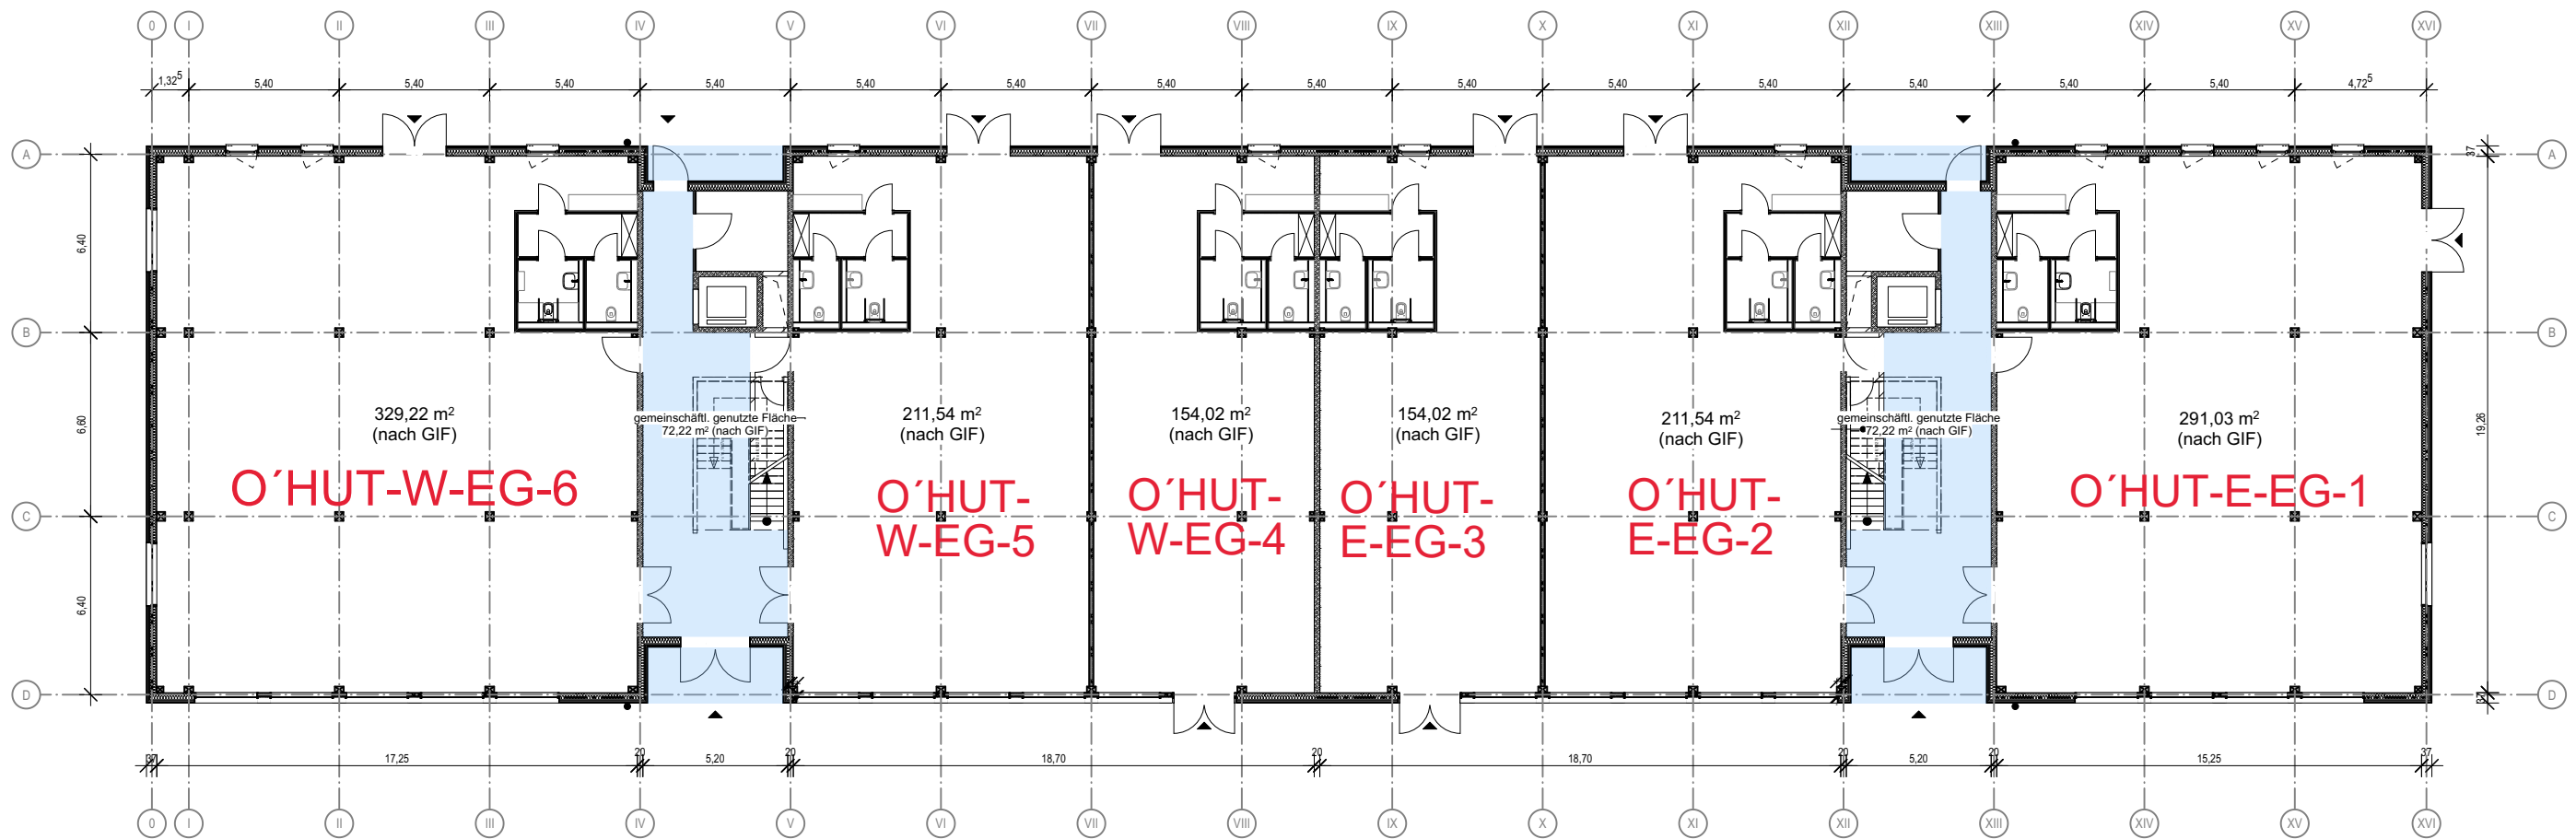 0 I II III IV V VI VII VIII IX X XI XII XIII XIV XV XVI
1,32⁵ 5,40 5,40 5,40 5,40 5,40 5,40 5,40 5,40 5,40 5,40 5,40 5,40 5,40 5,40 4,72⁵
A A
37
6,40
B B
6,60
19,26
329,22 m²
(nach GIF)
O´HUT-W-EG-6
gemeinschäftl. genutzte Fläche
72,22 m² (nach GIF)
211,54 m²
(nach GIF)
O´HUT-
W-EG-5
154,02 m²
(nach GIF)
O´HUT-
W-EG-4
154,02 m²
(nach GIF)
O´HUT-
E-EG-3
211,54 m²
(nach GIF)
O´HUT-
E-EG-2
gemeinschäftl. genutzte Fläche
72,22 m² (nach GIF)
291,03 m²
(nach GIF)
O´HUT-E-EG-1
C C
6,40
D D
37
37 17,25 20 5,20 20 18,70 20 18,70 20 5,20 20 15,25 37
0 I II III IV V VI VII VIII IX X XI XII XIII XIV XV XVI